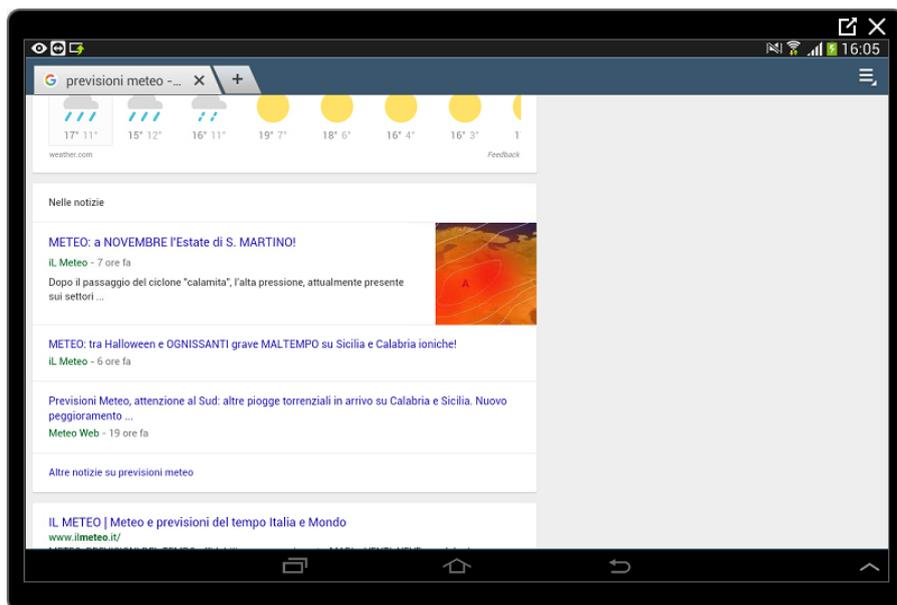 16:05
previsioni meteo -...
17° 11° 15° 12° 16° 11° 19° 7° 18° 6° 16° 4° 16° 3° 1
weather.com Feedback
Nelle notizie
METEO: a NOVEMBRE l'Estate di S. MARTINO!
iL Meteo - 7 ore fa
Dopo il passaggio del ciclone "calamita", l'alta pressione, attualmente presente
sui settori ...
A
METEO: tra Halloween e OGNISSANTI grave MALTEMPO su Sicilia e Calabria ioniche!
iL Meteo - 6 ore fa
Previsioni Meteo, attenzione al Sud: altre piogge torrenziali in arrivo su Calabria e Sicilia. Nuovo
peggioramento ...
Meteo Web - 19 ore fa
Altre notizie su previsioni meteo
IL METEO | Meteo e previsioni del tempo Italia e Mondo
www.ilmeteo.it/